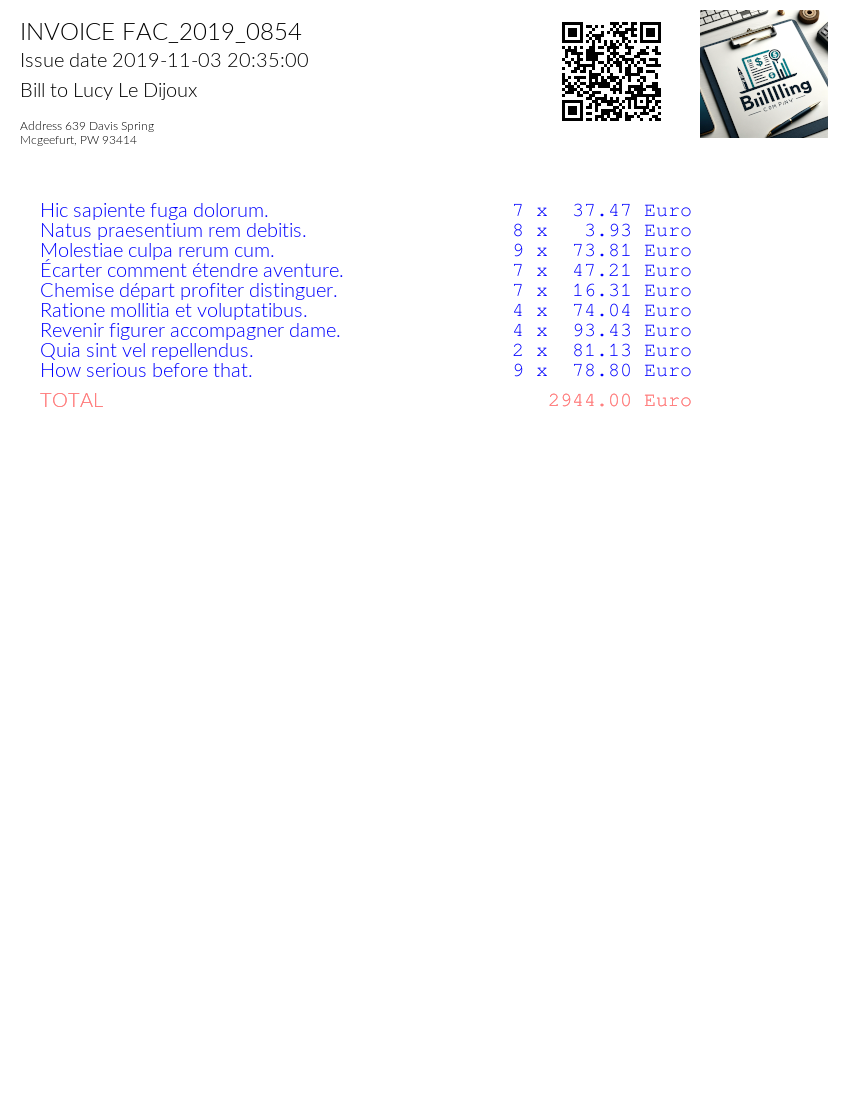 INVOICE FAC_2019_0854
Issue date 2019-11-03 20:35:00
Bill to Lucy Le Dijoux
Address 639 Davis Spring
Mcgeefurt, PW 93414
Biillling
COMPANY
Hic sapiente fuga dolorum. 7 x 37.47 Euro
Natus praesentium rem debitis. 8 x 3.93 Euro
Molestiae culpa rerum cum. 9 x 73.81 Euro
Écarter comment étendre aventure. 7 x 47.21 Euro
Chemise départ profiter distinguer. 7 x 16.31 Euro
Ratione mollitia et voluptatibus. 4 x 74.04 Euro
Revenir figurer accompagner dame. 4 x 93.43 Euro
Quia sint vel repellendus. 2 x 81.13 Euro
How serious before that. 9 x 78.80 Euro
TOTAL 2944.00 Euro